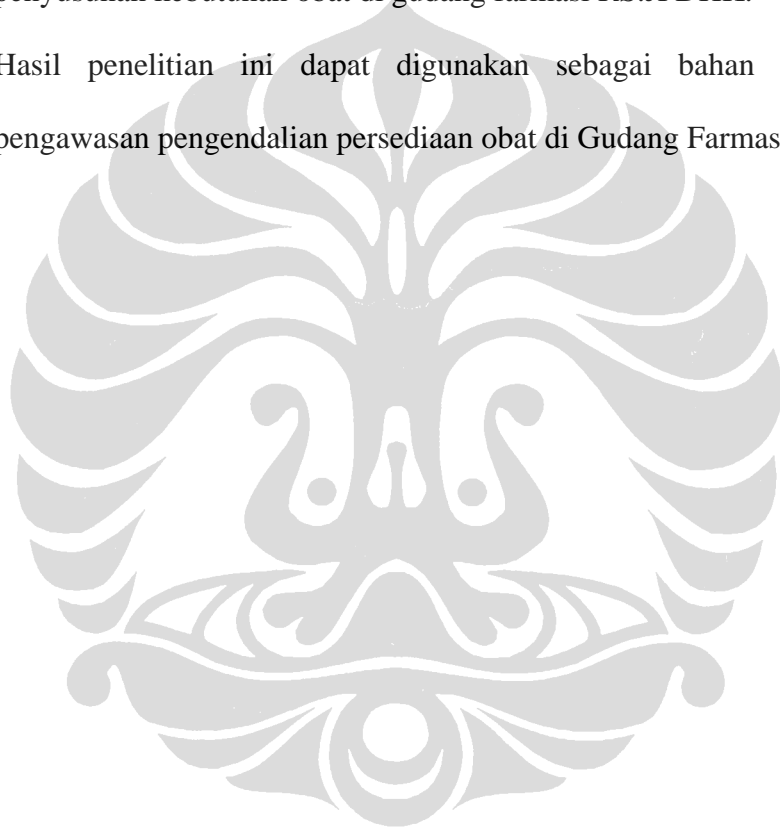 penyusunan kebutuhan obat di gudang farmasi
Hasil penelitian ini dapat digunakan sebagai bahan
pengawasan pengendalian persediaan obat di Gudang Farmas